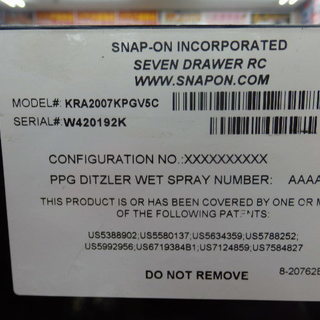 SNAP-ON INCORPORATED
SEVEN DRAWER RC
WWW.SNAPON.COM
MODEL#: KRA2007KPGV5C
SERIAL#: W420192K
CONFIGURATION NO.:XXXXXXXXXX
PPG DITZLER WET SPRAY NUMBER: AAAA
THIS PRODUCT IS OR HAS BEEN COVERED BY ONE OR M
OF THE FOLLOWING PATENTS:
US5388902;US5580137;US5634359;US5788252;
US5992956;US6719384B1;US7124859;US7584827
DO NOT REMOVE 8-20762B